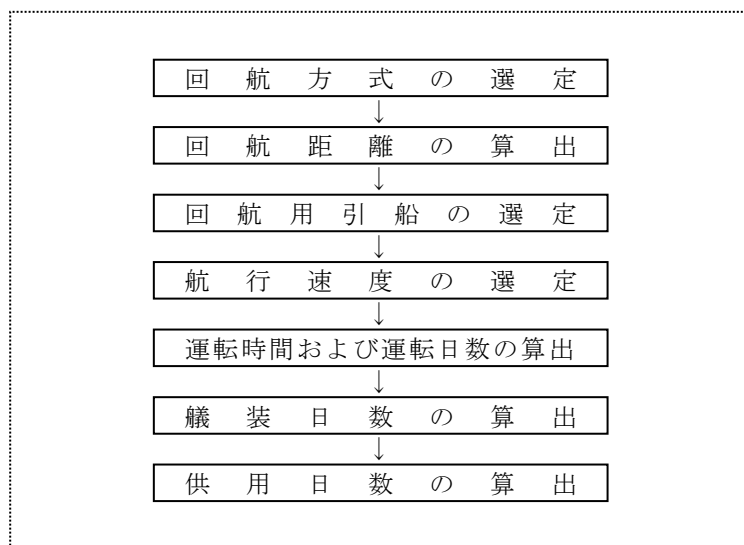 回航方式の選定
↓
回航距離の算出
↓
回航用引船の選定
↓
航行速度の選定
↓
運転時間および運転日数の算出
↓
艤装日数の算出
↓
供用日数の算出